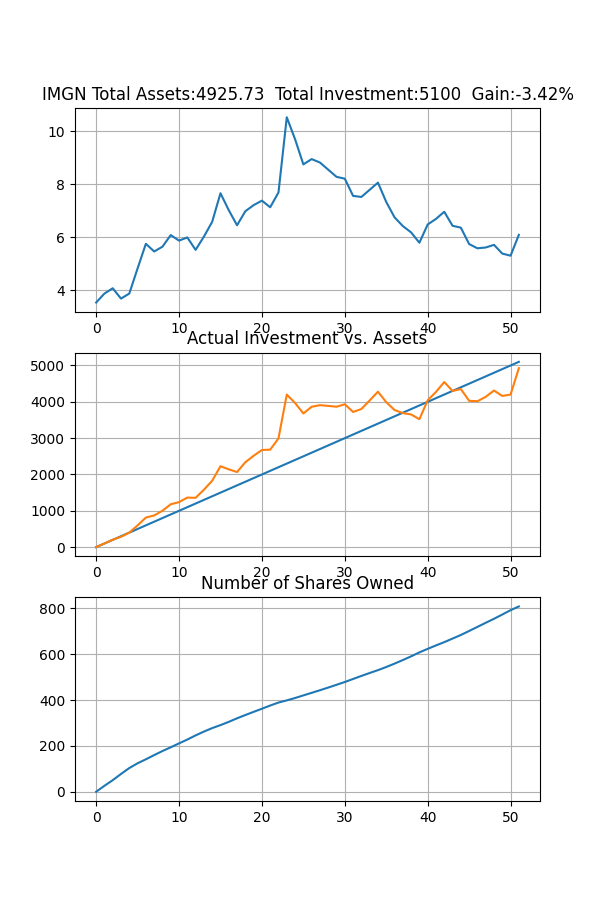 IMGN Total Assets:4925.73  Total Investment:5100  Gain:-3.42%
10
8
6
4
0 10 20 30 40 50
Actual Investment vs. Assets
5000
4000
3000
2000
1000
0
0 10 20 30 40 50
Number of Shares Owned
800
600
400
200
0
0 10 20 30 40 50